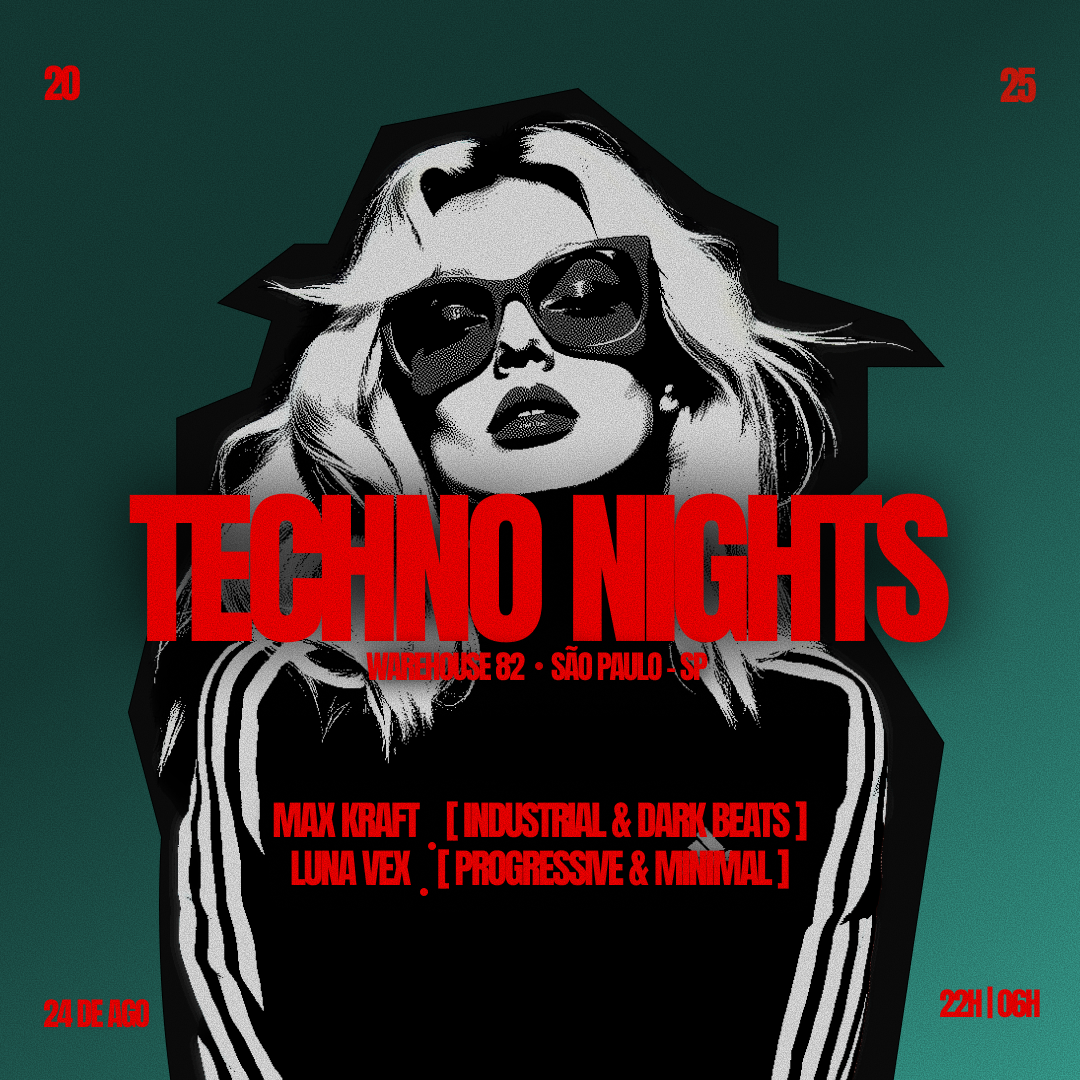 20
25
TECHNO NIGHTS
WAREHOUSE 82 • SÃO PAULO - SP
MAX KRAFT . [ INDUSTRIAL & DARK BEATS ]
LUNA VEX . [ PROGRESSIVE & MINIMAL ]
24 DE AGO
22H | 06H